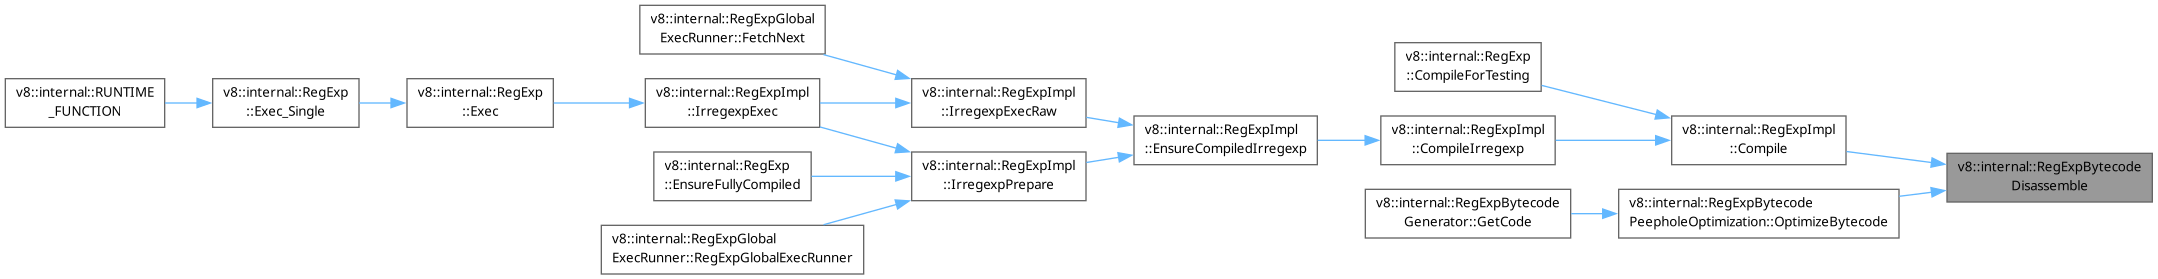 v8::internal::RUNTIME
_FUNCTION
v8::internal::RegExp
::Exec_Single
v8::internal::RegExp
::Exec
v8::internal::RegExpGlobal
ExecRunner::FetchNext
v8::internal::RegExpImpl
::IrregexpExec
v8::internal::RegExp
::EnsureFullyCompiled
v8::internal::RegExpGlobal
ExecRunner::RegExpGlobalExecRunner
v8::internal::RegExpImpl
::IrregexpExecRaw
v8::internal::RegExpImpl
::IrregexpPrepare
v8::internal::RegExpImpl
::EnsureCompiledIrregexp
v8::internal::RegExp
::CompileForTesting
v8::internal::RegExpImpl
::CompileIrregexp
v8::internal::RegExpBytecode
Generator::GetCode
v8::internal::RegExpImpl
::Compile
v8::internal::RegExpBytecode
PeepholeOptimization::OptimizeBytecode
v8::internal::RegExpBytecode
Disassemble